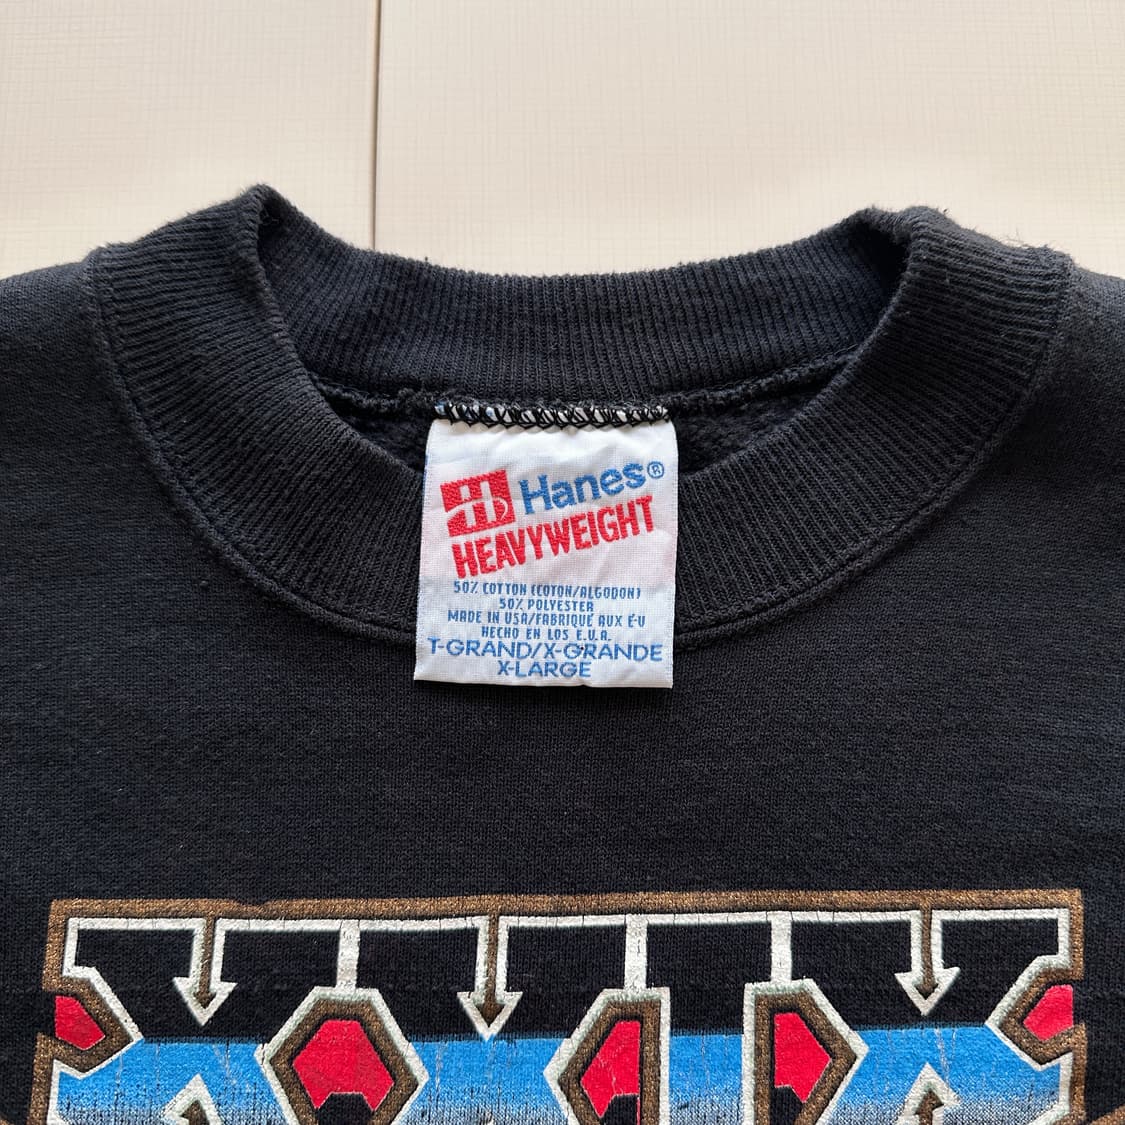 Hanes®
HEAVYWEIGHT
50% COTTON (COTON/ALGODON)
50% POLYESTER
MADE IN USA/FABRIQUÉ AUX É-U
HECHO EN LOS E.U.A.
T-GRAND/X-GRANDE
X-LARGE
XXIX